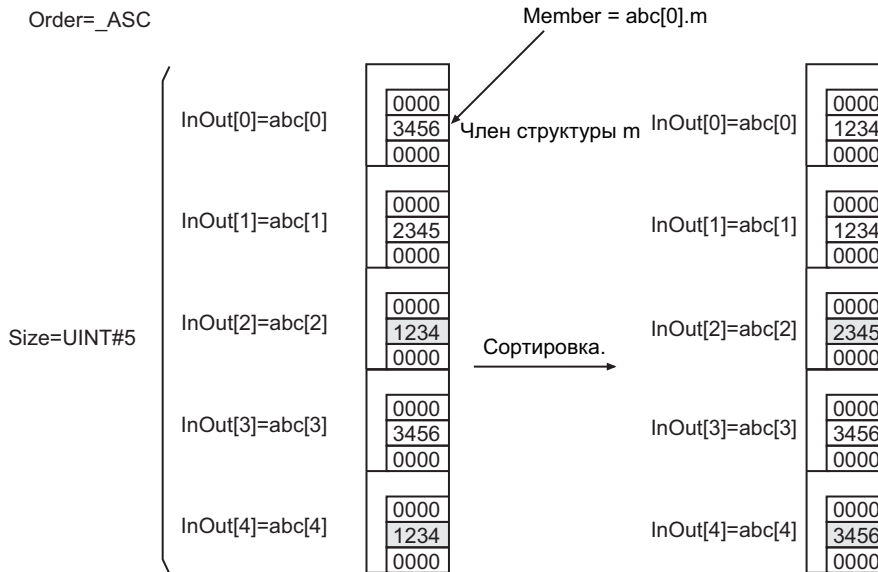 Order=_ASC
Member = abc[0].m
InOut[0]=abc[0]
0000
3456
0000
Член структуры m
InOut[0]=abc[0]
0000
1234
0000
InOut[1]=abc[1]
0000
2345
0000
InOut[1]=abc[1]
0000
1234
0000
Size=UINT#5
InOut[2]=abc[2]
0000
1234
0000
Сортировка.
InOut[2]=abc[2]
0000
2345
0000
InOut[3]=abc[3]
0000
3456
0000
InOut[3]=abc[3]
0000
3456
0000
InOut[4]=abc[4]
0000
1234
0000
InOut[4]=abc[4]
0000
3456
0000